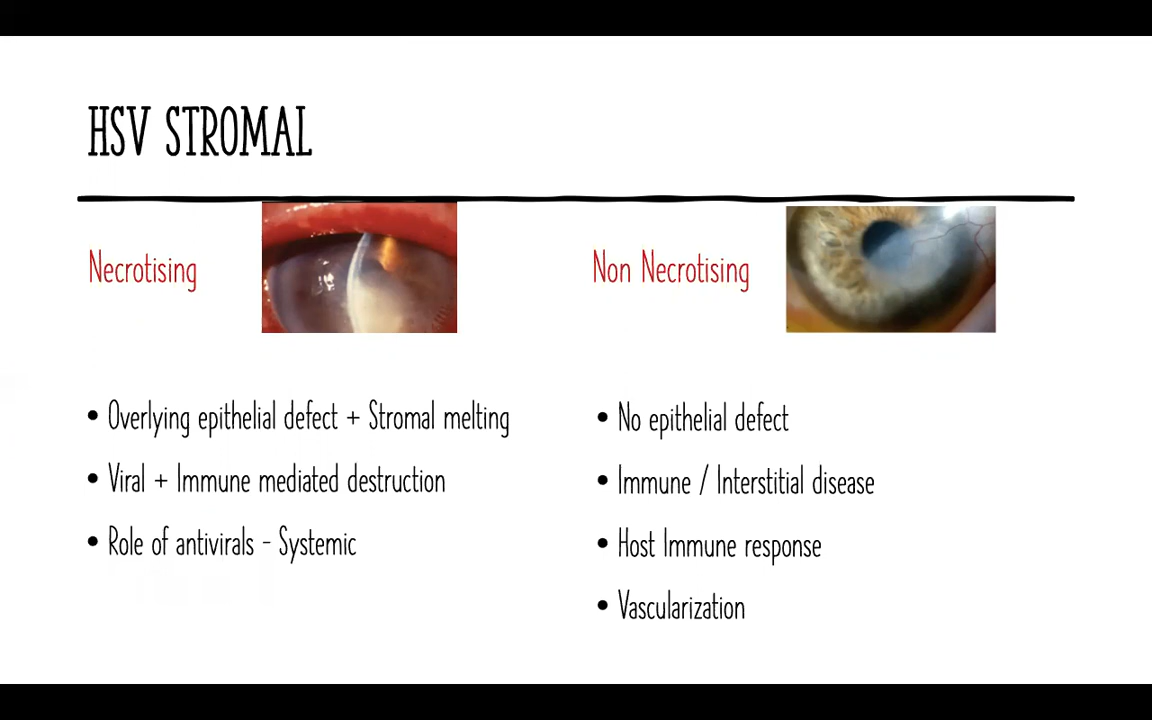 HSV STROMAL
Necrotising
• Overlying epithelial defect + Stromal melting
• Viral + Immune mediated destruction
• Role of antivirals - Systemic
Non Necrotising
• No epithelial defect
• Immune / Interstitial disease
• Host Immune response
• Vascularization